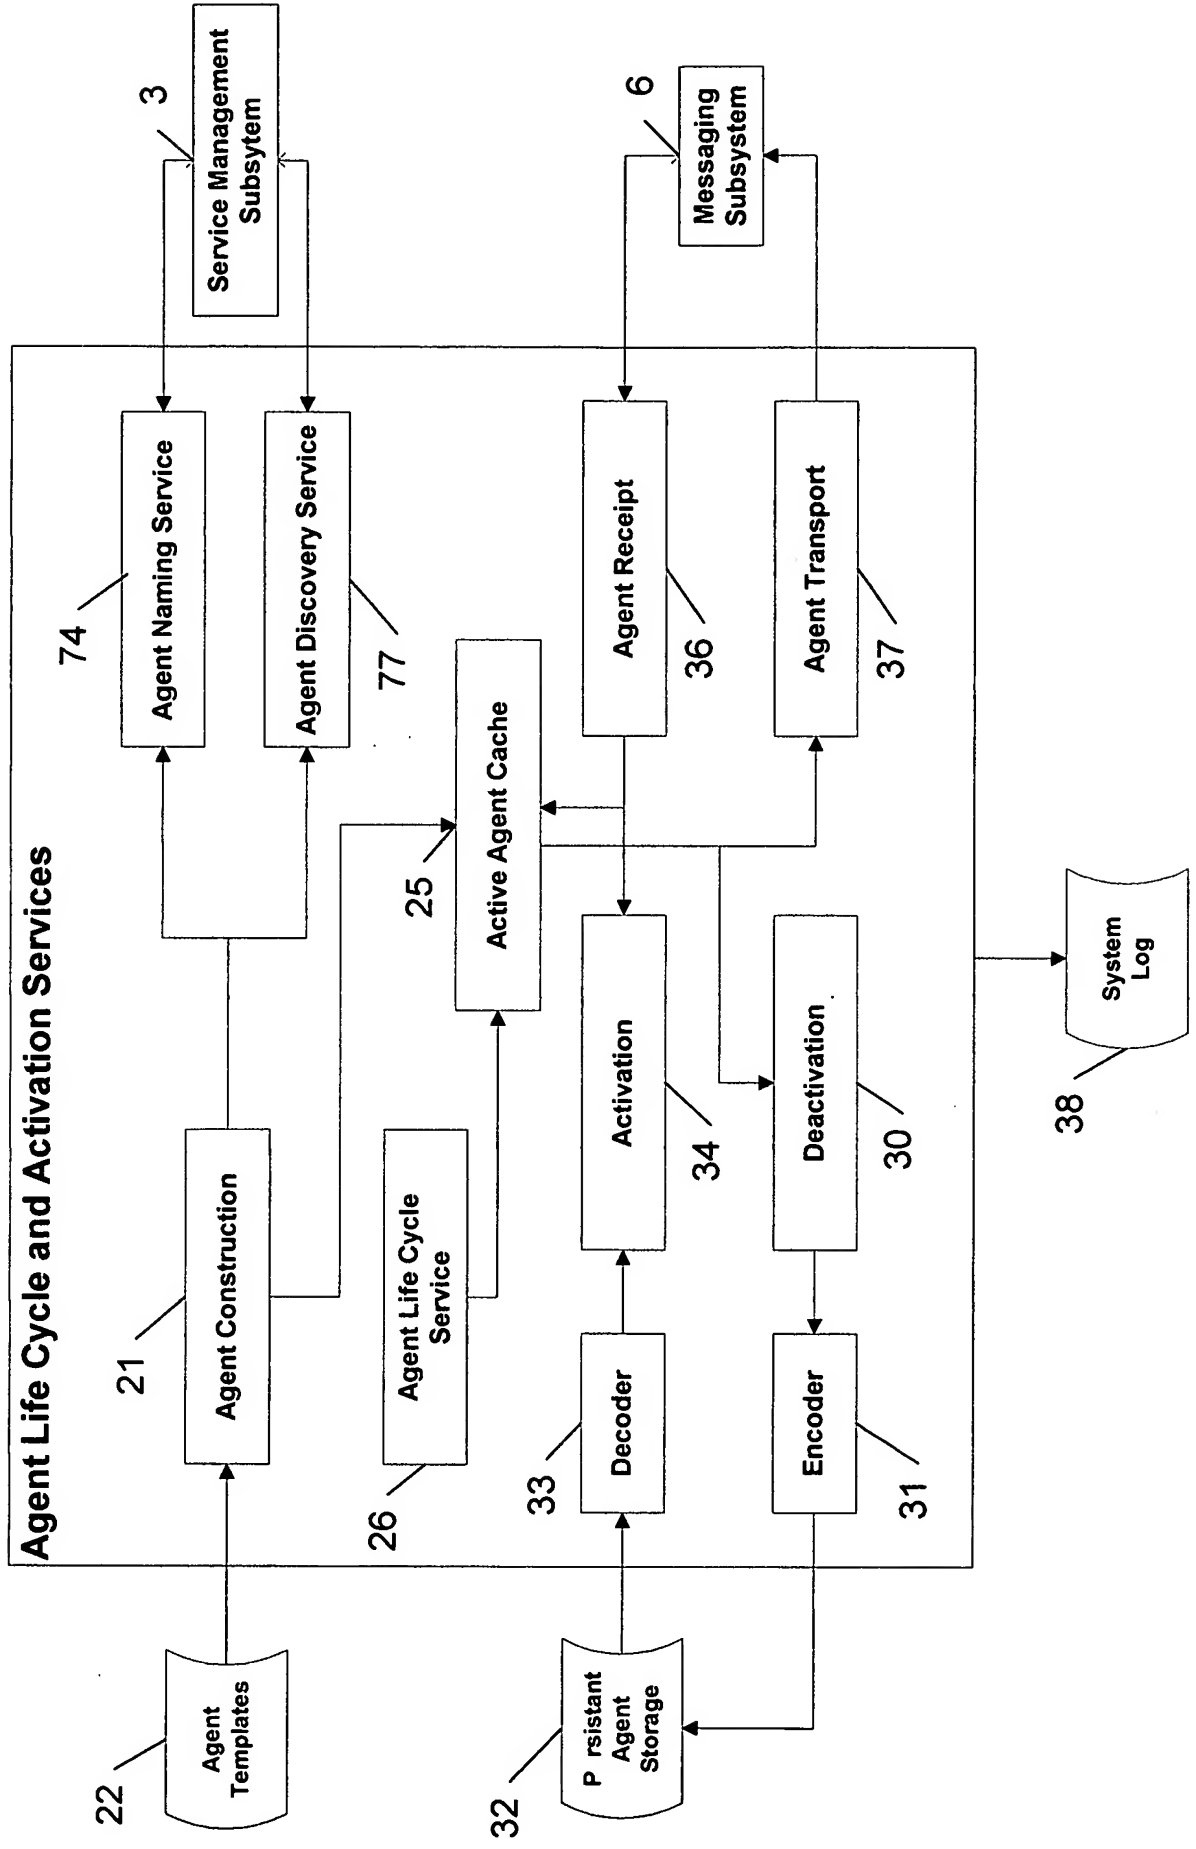 Agent Life Cycle and Activation Services
22
Agent
Templates
21
Agent Construction
74
Agent Naming Service
Agent Discovery Service
77
3
Service Management
Subsytem
26
Agent Life Cycle
Service
25
Active Agent Cache
32
P rsistant
Agent
Storage
33
Decoder
Activation
34
Agent Receipt
36
6
Messaging
Subsystem
Encoder
31
Deactivation
30
Agent Transport
37
System
Log
38